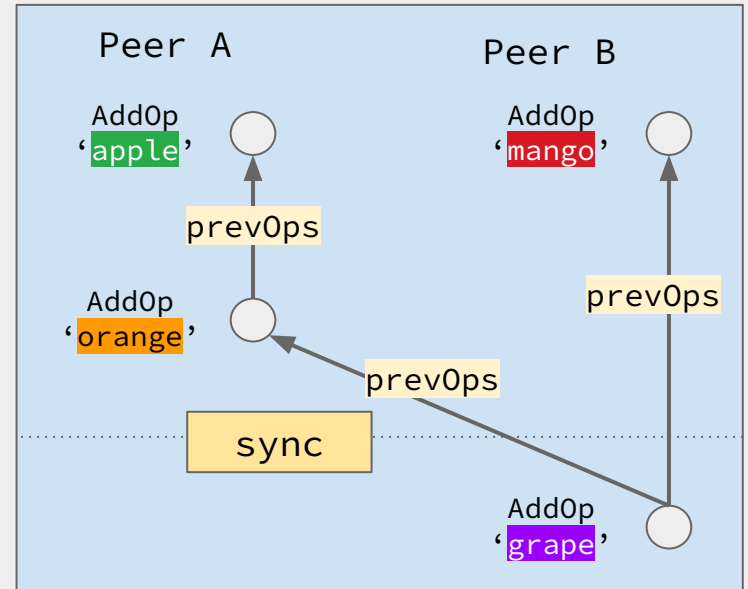 Peer A
Peer B
AddOp
‘apple’
AddOp
‘mango’
prevOps
AddOp
‘orange’
prevOps
prevOps
sync
AddOp
‘grape’